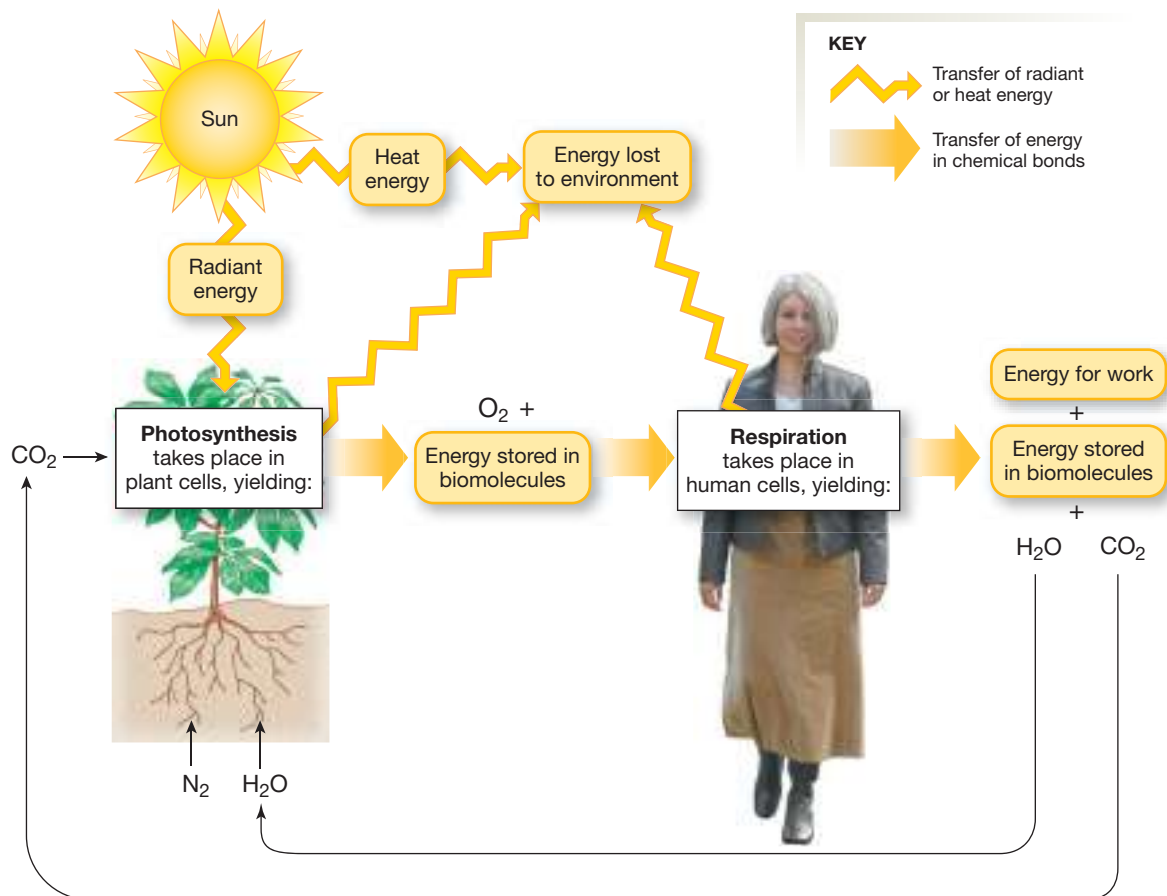 KEY
Transfer of radiant
or heat energy
Transfer of energy
in chemical bonds
Sun
Heat
energy
Energy lost
to environment
Radiant
energy
CO₂
Photosynthesis
takes place in
plant cells, yielding:
O₂ +
Energy stored in
biomolecules
Respiration
takes place in
human cells, yielding:
Energy for work
+
Energy stored
in biomolecules
+
H₂O CO₂
N₂ H₂O